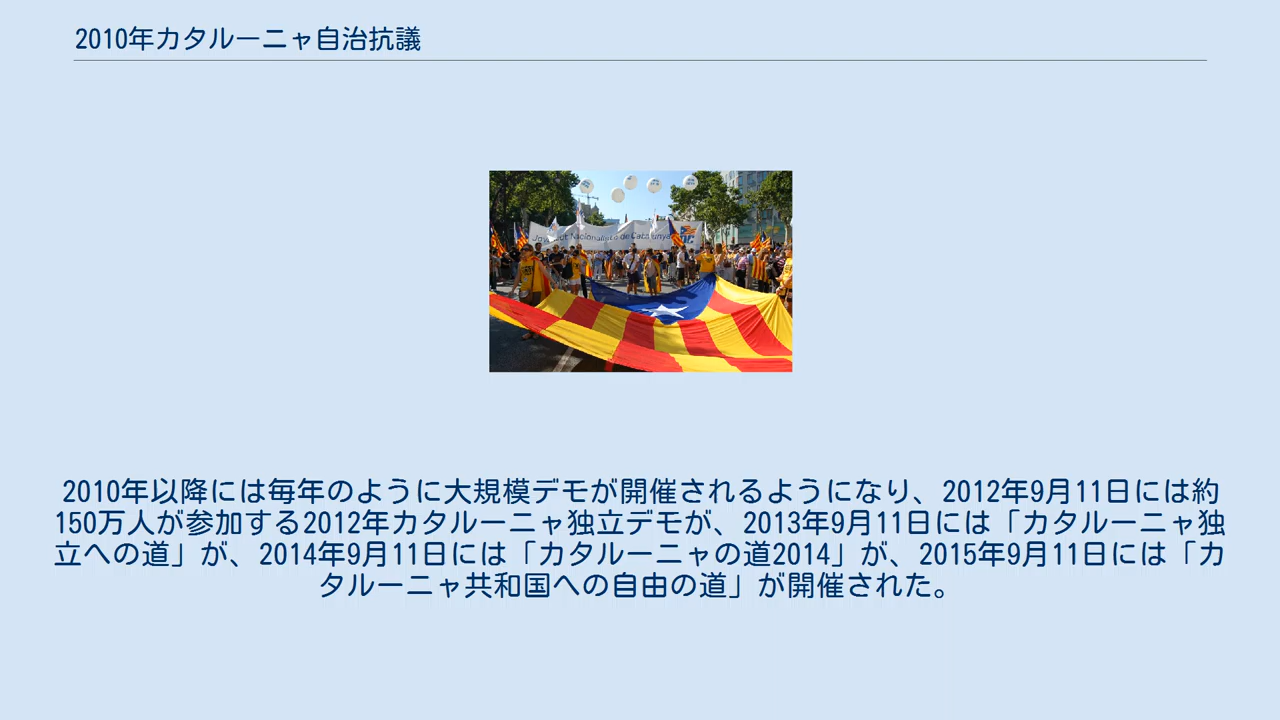 2010年カタルーニャ自治抗議
Nacionalista de Catalunya
2010年以降には毎年のように大規模デモが開催されるようになり、2012年9月11日には約
150万人が参加する2012年カタルーニャ独立デモが、2013年9月11日には「カタルーニャ独
立への道」が、2014年9月11日には「カタルーニャの道2014」が、2015年9月11日には「カ
タルーニャ共和国への自由の道」が開催された。